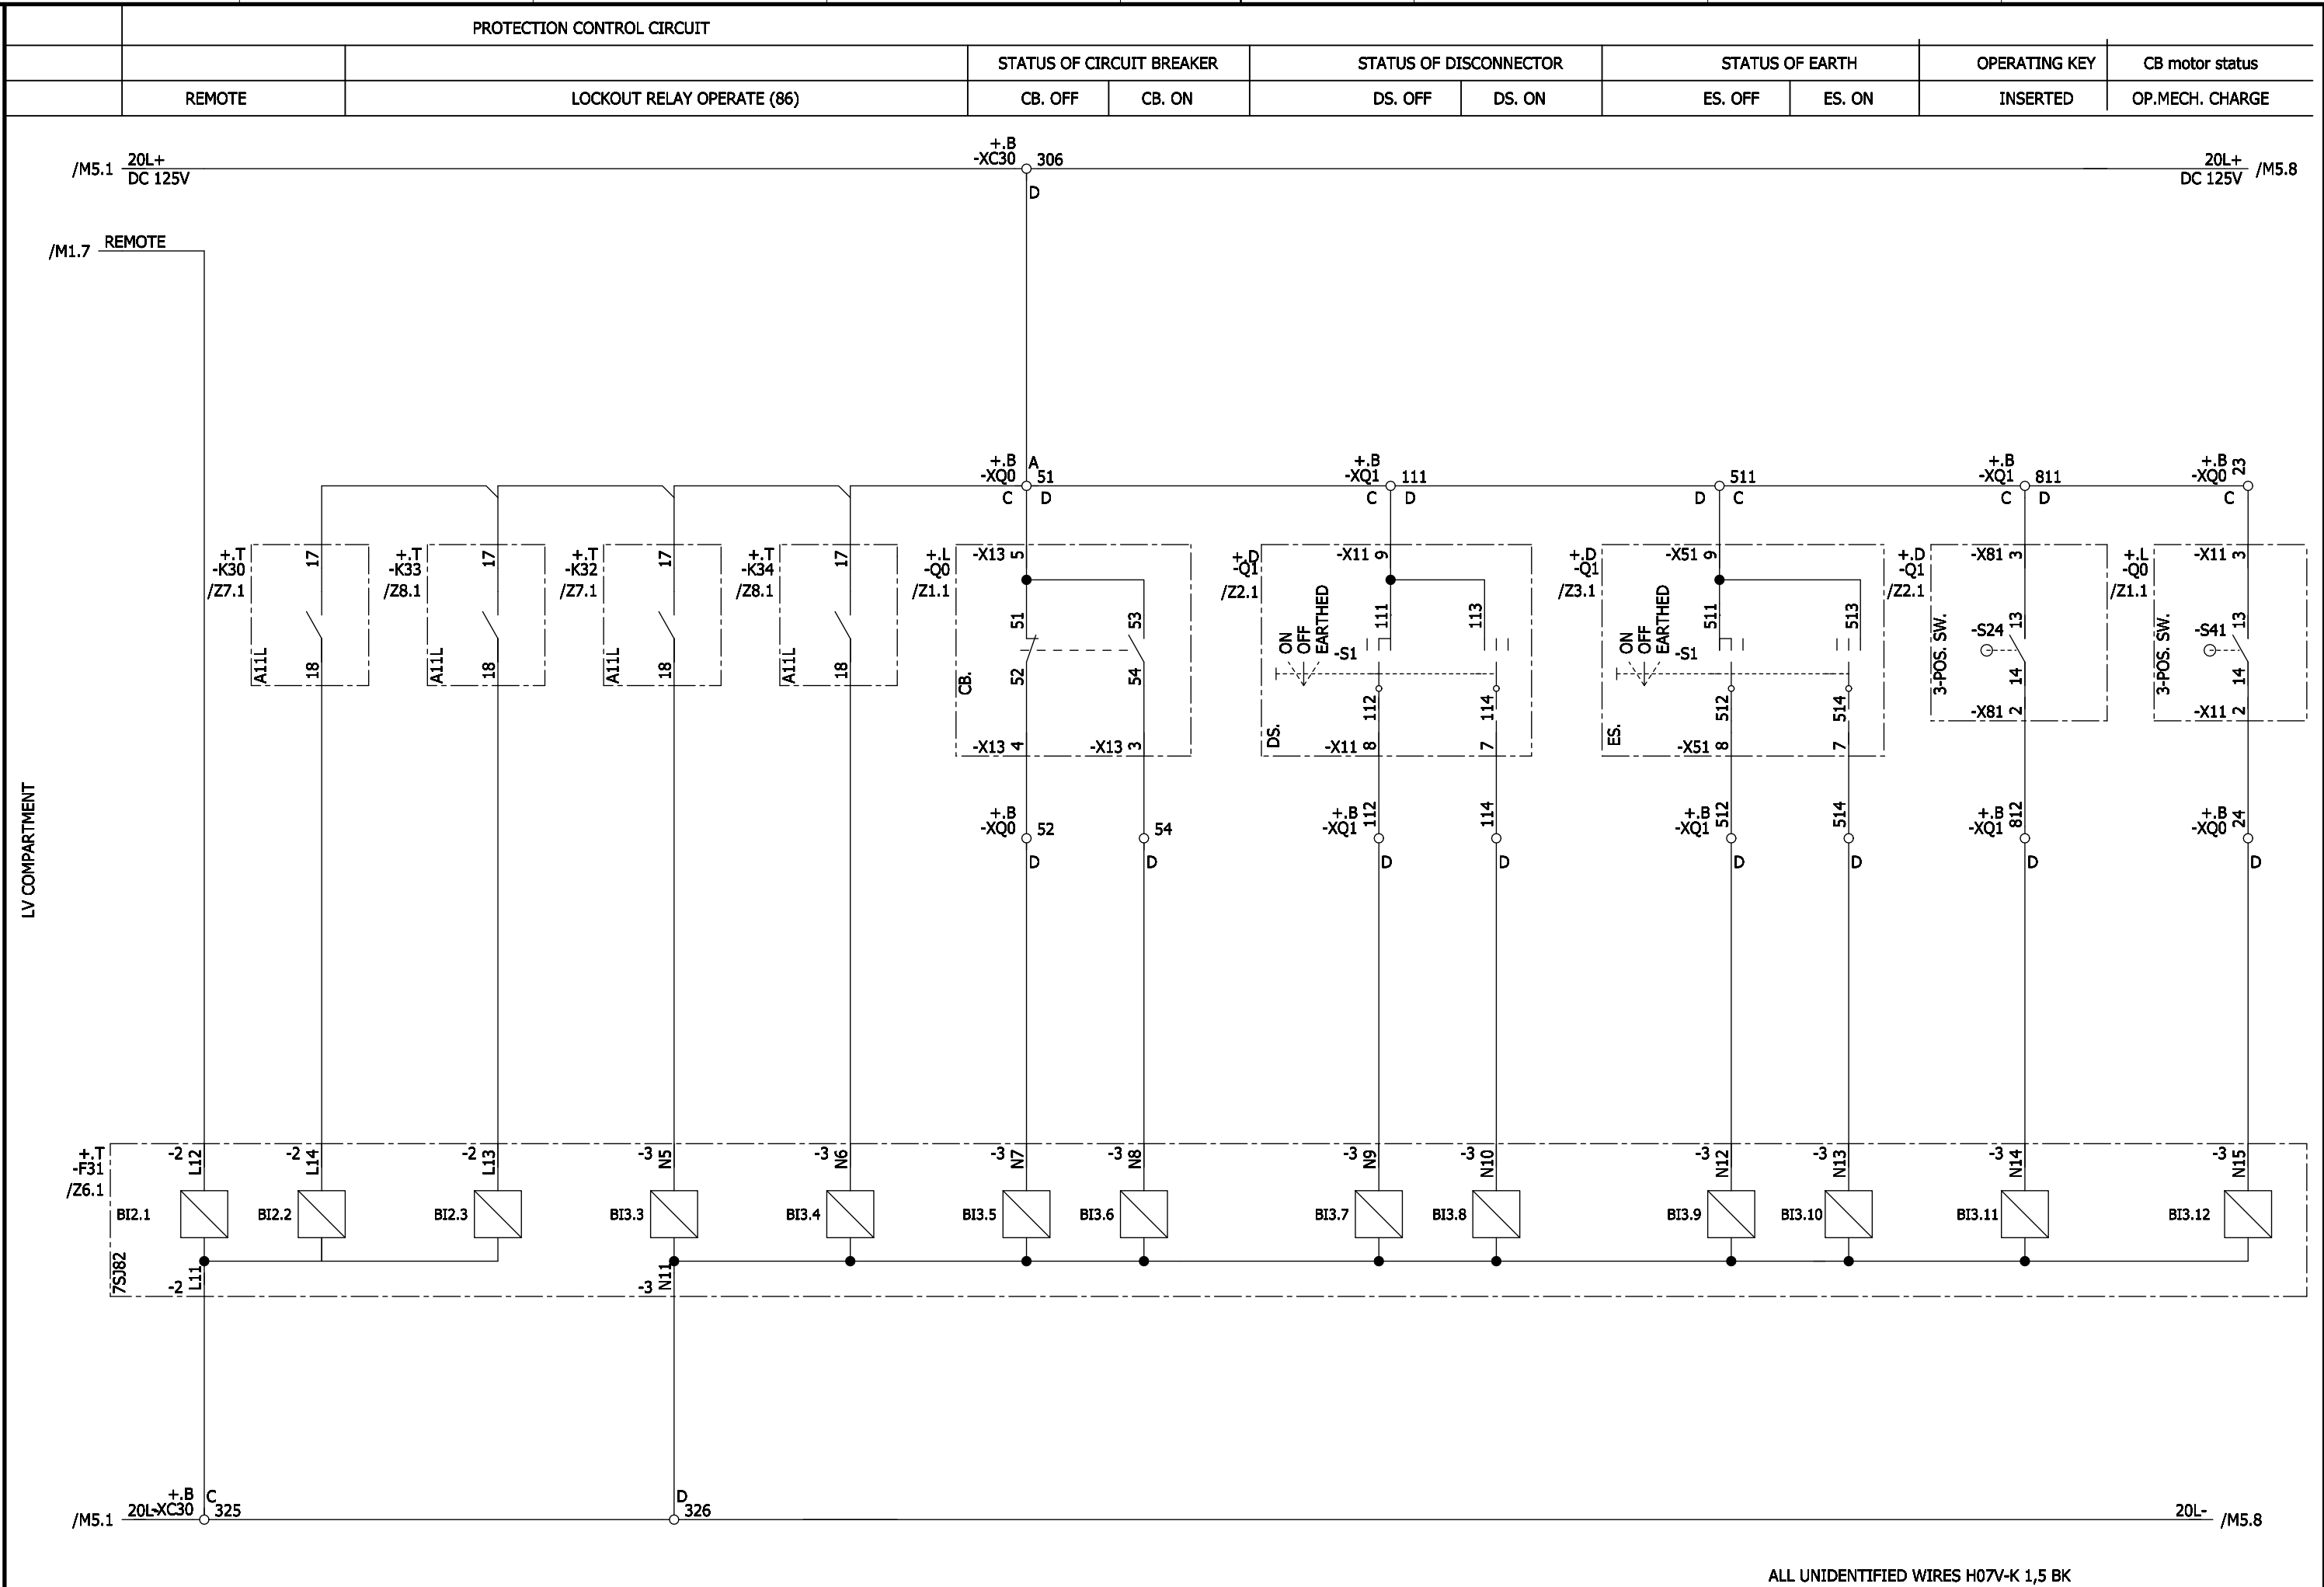 PROTECTION CONTROL CIRCUIT
STATUS OF CIRCUIT BREAKER
STATUS OF DISCONNECTOR
STATUS OF EARTH
OPERATING KEY
CB motor status
REMOTE
LOCKOUT RELAY OPERATE (86)
CB. OFF
CB. ON
DS. OFF
DS. ON
ES. OFF
ES. ON
INSERTED
OP.MECH. CHARGE
/M5.1
20L+
DC 125V
+.B
-XC30
306
D
20L+
DC 125V
/M5.8
/M1.7
REMOTE
+.B
-XQ0
A
51
C
D
+.B
-XQ1
111
C
D
511
D
C
+.B
-XQ1
811
C
D
+.B
-XQ0
23
C
+.T
-K30
/Z7.1
17
18
A11L
+.T
-K33
/Z8.1
17
18
A11L
+.T
-K32
/Z7.1
17
18
A11L
+.T
-K34
/Z8.1
17
18
A11L
+.L
-Q0
/Z1.1
-X13
5
51
53
52
54
CB.
-X13
4
-X13
3
+.D
-Q1
/Z2.1
-X11
9
ON
OFF
EARTHED
111
113
-S1
112
114
DS.
-X11
8
7
+.D
-Q1
/Z3.1
-X51
9
ON
OFF
EARTHED
511
513
-S1
512
514
ES.
-X51
8
7
+.D
-Q1
/Z2.1
-X81
3
3-POS. SW.
-S24
13
14
-X81
2
+.L
-Q0
/Z1.1
-X11
3
3-POS. SW.
-S41
13
14
-X11
2
LV COMPARTMENT
+.B
-XQ0
52
D
54
D
+.B
-XQ1
112
D
114
D
+.B
-XQ1
512
D
514
D
+.B
-XQ1
812
D
+.B
-XQ0
24
D
+.T
-F31
/Z6.1
-2
L12
-2
L14
-2
L13
-3
N5
-3
N6
-3
N7
-3
N8
-3
N9
-3
N10
-3
N12
-3
N13
-3
N14
-3
N15
BI2.1
BI2.2
BI2.3
BI3.3
BI3.4
BI3.5
BI3.6
BI3.7
BI3.8
BI3.9
BI3.10
BI3.11
BI3.12
7SJ82
-2
L11
-3
N11
/M5.1
20L-
+.B
-XC30
C
325
D
326
20L-
/M5.8
ALL UNIDENTIFIED WIRES H07V-K 1,5 BK